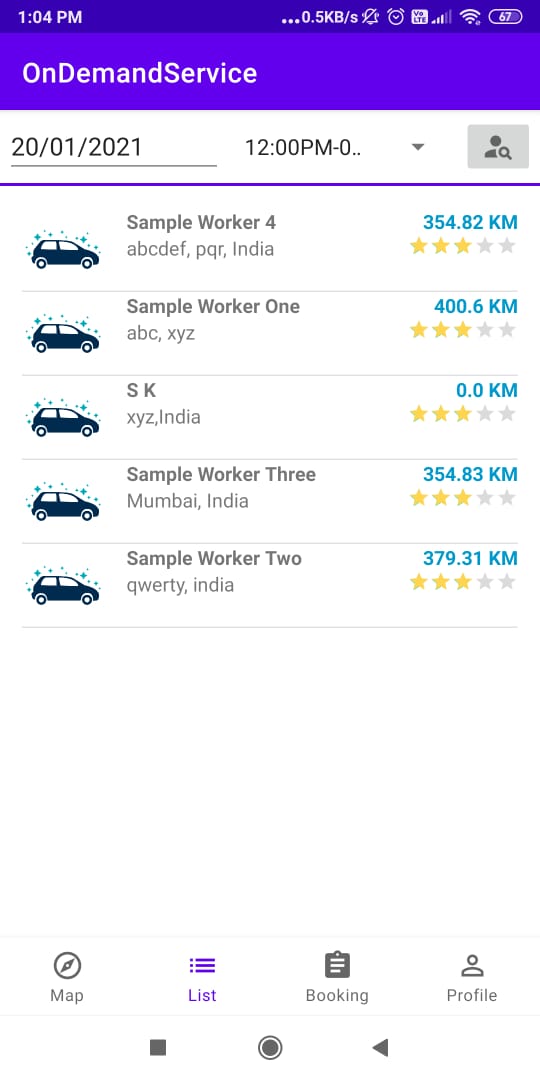 1:04 PM ...0.5KB/s Vo LTE 67
OnDemandService
20/01/2021 12:00PM-0..
Sample Worker 4 354.82 KM
abcdef, pqr, India
Sample Worker One 400.6 KM
abc, xyz
S K 0.0 KM
xyz,India
Sample Worker Three 354.83 KM
Mumbai, India
Sample Worker Two 379.31 KM
qwerty, india
Map List Booking Profile